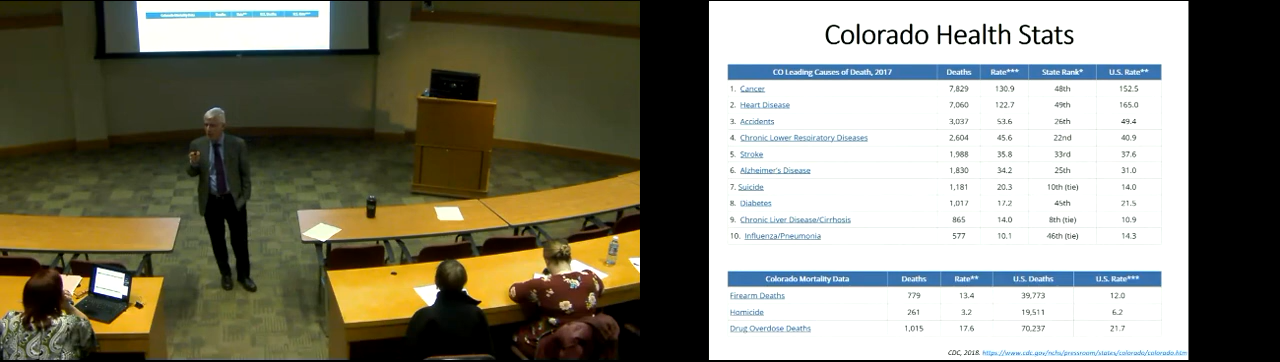 Colorado Mortality Data Deaths Rate** U.S. Deaths U.S. Rate***
Colorado Health Stats
CO Leading Causes of Death, 2017 Deaths Rate*** State Rank* U.S. Rate**
1. Cancer 7,829 130.9 48th 152.5
2. Heart Disease 7,060 122.7 49th 165.0
3. Accidents 3,037 53.6 26th 49.4
4. Chronic Lower Respiratory Diseases 2,604 45.6 22nd 40.9
5. Stroke 1,988 35.8 33rd 37.6
6. Alzheimer's Disease 1,830 34.2 25th 31.0
7. Suicide 1,181 20.3 10th (tie) 14.0
8. Diabetes 1,017 17.2 45th 21.5
9. Chronic Liver Disease/Cirrhosis 865 14.0 8th (tie) 10.9
10. Influenza/Pneumonia 577 10.1 46th (tie) 14.3
Colorado Mortality Data Deaths Rate** U.S. Deaths U.S. Rate***
Firearm Deaths 779 13.4 39,773 12.0
Homicide 261 3.2 19,511 6.2
Drug Overdose Deaths 1,015 17.6 70,237 21.7
CDC, 2018. https://www.cdc.gov/nchs/pressroom/states/colorado/colorado.htm